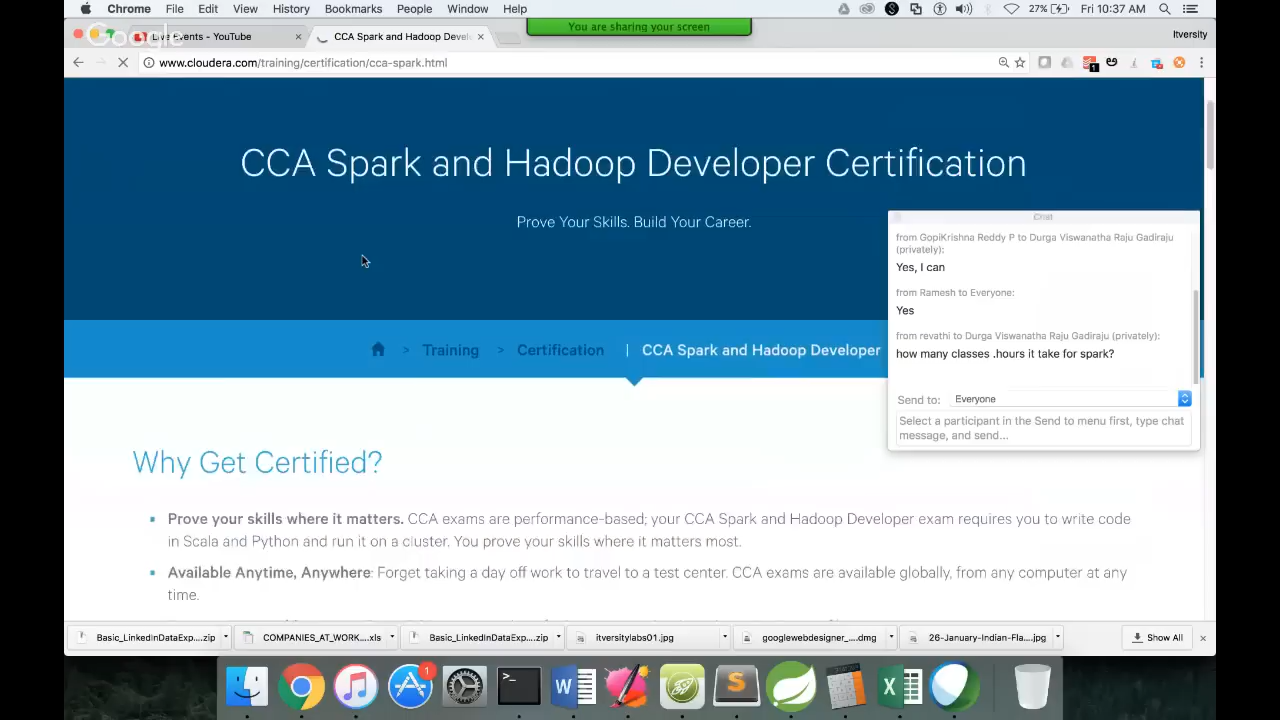 Chrome File Edit View History Bookmarks People Window Help 27% Fri 10:37 AM
You are sharing your screen
Google
Live Events - YouTube × CCA Spark and Hadoop Devel × Itversity
www.cloudera.com/training/certification/cca-spark.html
1
CCA Spark and Hadoop Developer Certification
Prove Your Skills. Build Your Career.
Chat
from GopiKrishna Reddy P to Durga Viswanatha Raju Gadiraju
(privately):
Yes, I can
from Ramesh to Everyone:
Yes
from revathi to Durga Viswanatha Raju Gadiraju (privately):
how many classes .hours it take for spark?
Send to: Everyone
Select a participant in the Send to menu first, type chat
message, and send...
> Training > Certification | CCA Spark and Hadoop Developer
Why Get Certified?
Prove your skills where it matters. CCA exams are performance-based; your CCA Spark and Hadoop Developer exam requires you to write code
in Scala and Python and run it on a cluster. You prove your skills where it matters most.
Available Anytime, Anywhere: Forget taking a day off work to travel to a test center. CCA exams are available globally, from any computer at any
time.
Basic_LinkedInDataExp....zip COMPANIES_AT_WORK....xls Basic_LinkedInDataExp....zip itversitylabs01.jpg googlewebdesigner_....dmg 26-January-Indian-Fla....jpg Show All ×
1